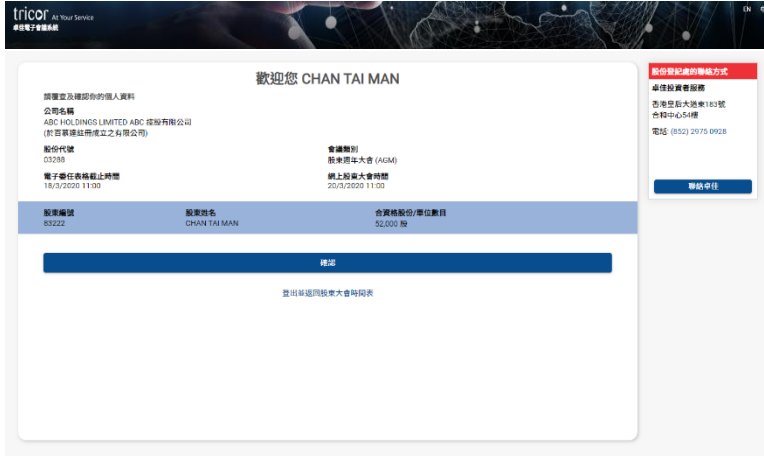 tricor At Your Service
卓佳電子會議系統
EN
歡迎您 CHAN TAI MAN
請覆查及確認你的個人資料
公司名稱
ABC HOLDINGS LIMITED ABC 控股有限公司
(於百慕達註冊成立之有限公司)
股份代號
03288
會議類別
股東週年大會 (AGM)
電子委任表格截止時間
18/3/2020 11:00
網上股東大會時間
20/3/2020 11:00
股東編號
83222
股東姓名
CHAN TAI MAN
合資格股份/單位數目
52,000 股
確認
登出並返回股東大會時間表
股份登記處的聯絡方式
卓佳投資者服務
香港皇后大道東183號
合和中心54樓
電話: (852) 2975 0928
聯絡卓佳